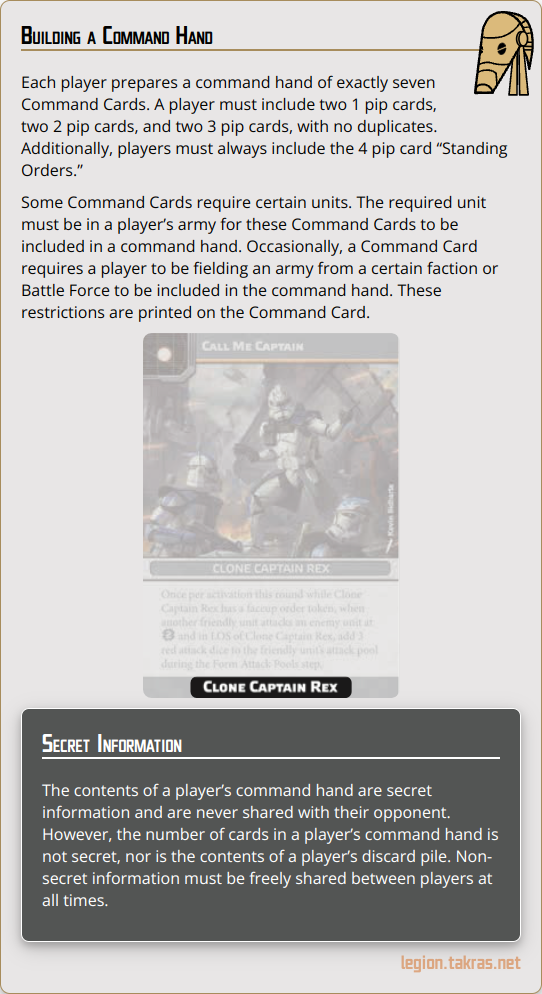 Building a Command Hand
Each player prepares a command hand of exactly seven
Command Cards. A player must include two 1 pip cards,
two 2 pip cards, and two 3 pip cards, with no duplicates.
Additionally, players must always include the 4 pip card “Standing
Orders.”
Some Command Cards require certain units. The required unit
must be in a player’s army for these Command Cards to be
included in a command hand. Occasionally, a Command Card
requires a player to be fielding an army from a certain faction or
Battle Force to be included in the command hand. These
restrictions are printed on the Command Card.
Call Me Captain
CLONE CAPTAIN REX
Once per activation this round while Clone
Captain Rex has a faceup order token, when
another friendly unit attacks an enemy unit at
and in LOS of Clone Captain Rex, add 3
red attack dice to the friendly unit's attack pool
during the Form Attack Pools step.
Clone Captain Rex
Secret Information
The contents of a player’s command hand are secret
information and are never shared with their opponent.
However, the number of cards in a player’s command hand is
not secret, nor is the contents of a player’s discard pile. Non-
secret information must be freely shared between players at
all times.
legion.takras.net